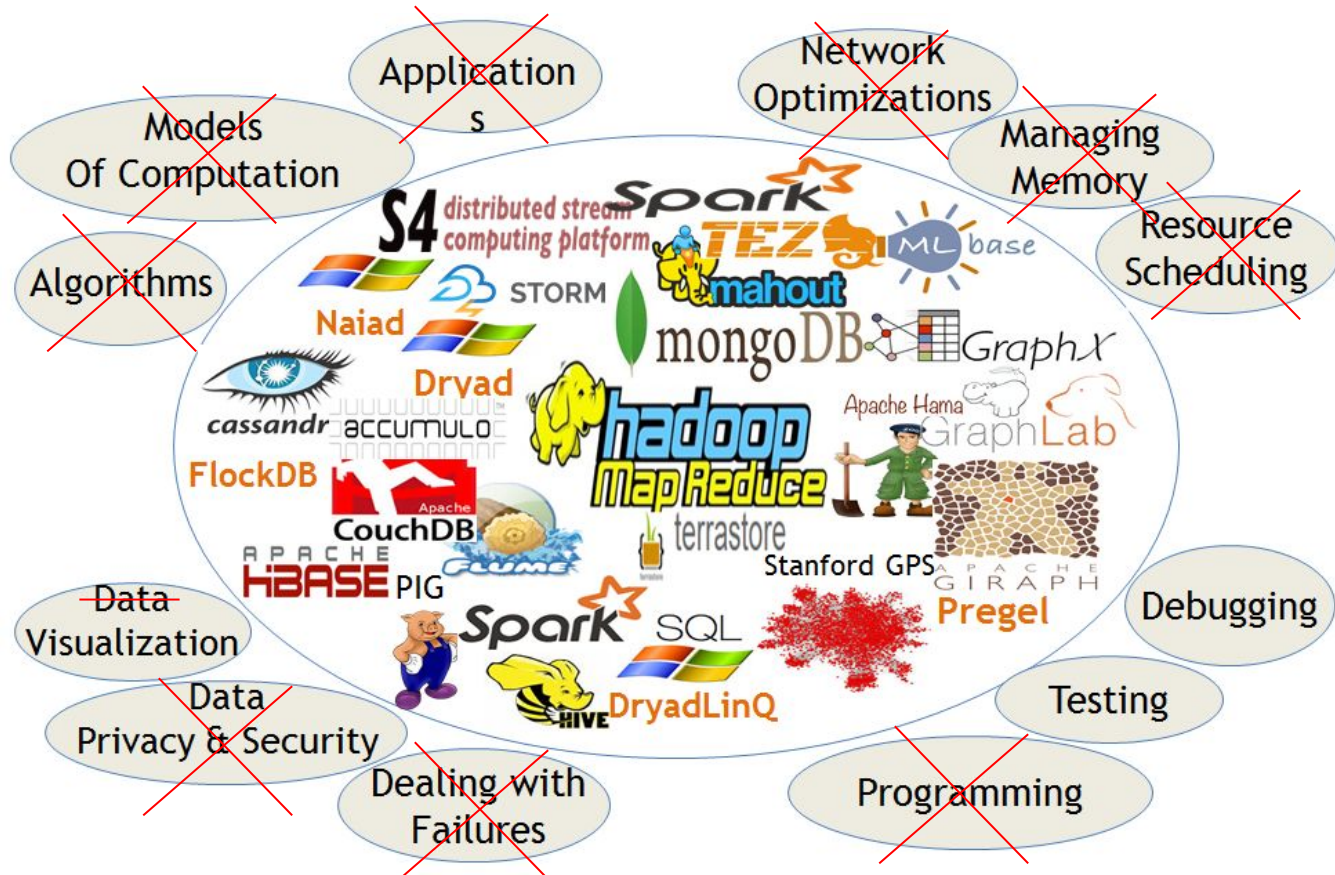 Application
s
Network
Optimizations
Models
Of Computation
Managing
Memory
Resource
Scheduling
Algorithms
S4 distributed stream
computing platform
Spark
TEZ
ML base
mahout
STORM
Naiad
mongoDB
GraphX
Dryad
cassandr
accumulo
hadoop
Map Reduce
Apache Hama
GraphLab
FlockDB
Apache
CouchDB
FLUME
terrastore
terrastore
Stanford GPS
APACHE
GIRAPH
Pregel
APACHE
HBASE
PIG
Spark SQL
HIVE
DryadLinQ
Data
Visualization
Data
Privacy & Security
Dealing with
Failures
Debugging
Testing
Programming